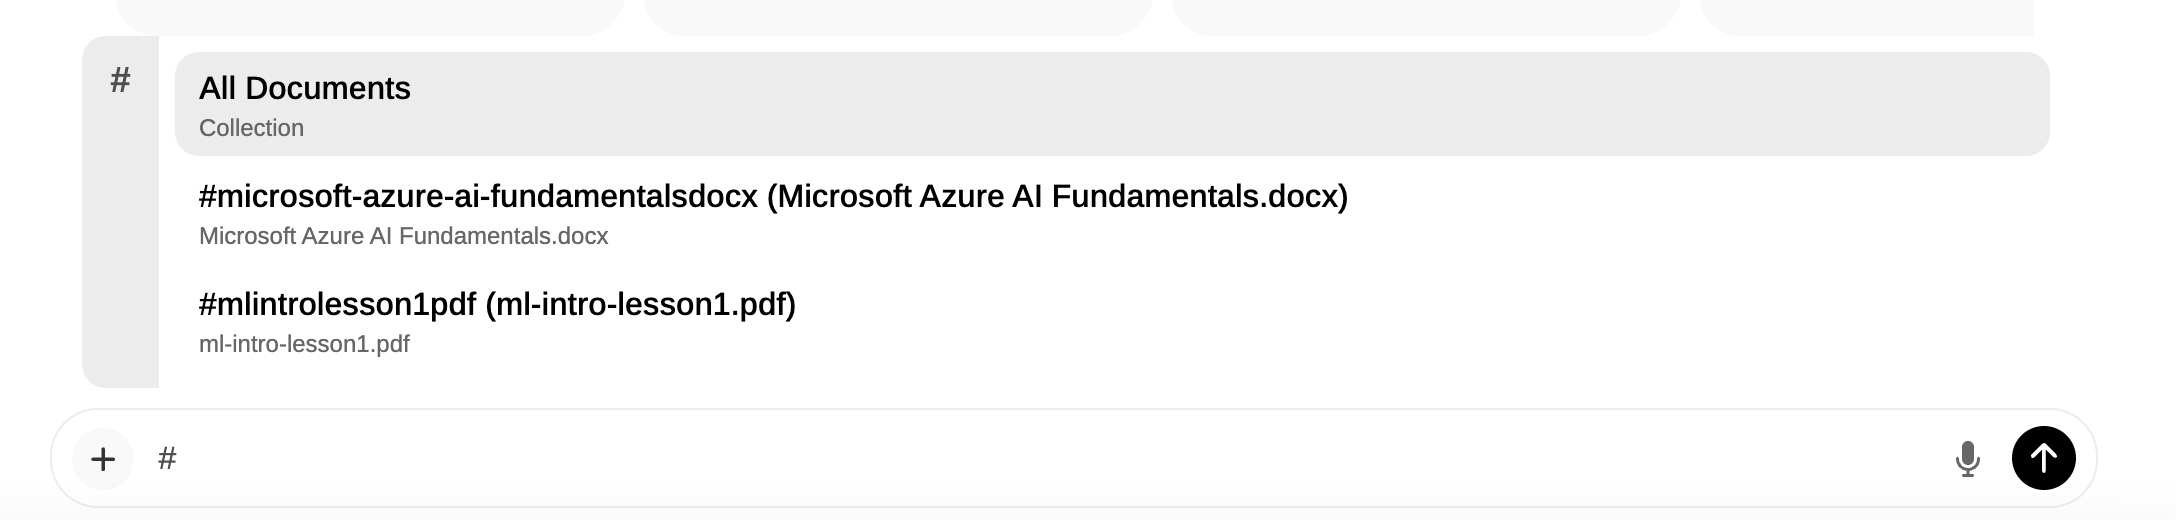 #
All Documents
Collection
#microsoft-azure-ai-fundamentalsdocx (Microsoft Azure AI Fundamentals.docx)
Microsoft Azure AI Fundamentals.docx
#mlintrolesson1pdf (ml-intro-lesson1.pdf)
ml-intro-lesson1.pdf
#